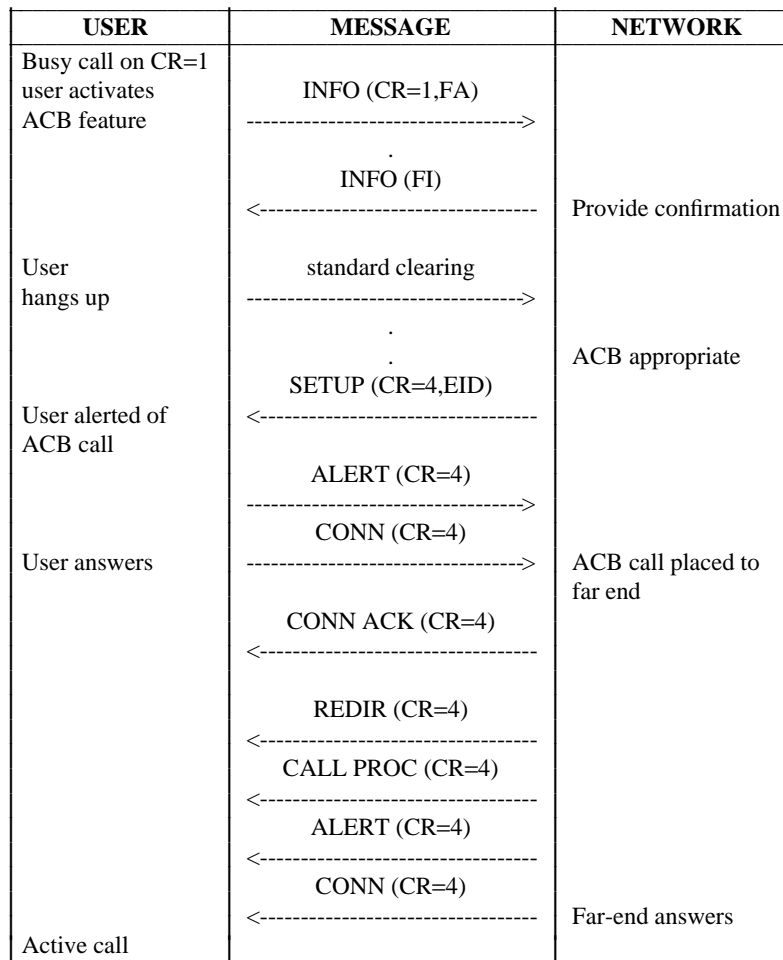 USER MESSAGE NETWORK
Busy call on CR=1
user activates INFO (CR=1,FA)
ACB feature ---------------------------------->
.
INFO (FI)
<---------------------------------- Provide confirmation
User standard clearing
hangs up ---------------------------------->
.
. ACB appropriate
SETUP (CR=4,EID)
User alerted of <----------------------------------
ACB call
ALERT (CR=4)
---------------------------------->
CONN (CR=4)
User answers ----------------------------------> ACB call placed to
far end
CONN ACK (CR=4)
<----------------------------------
REDIR (CR=4)
<----------------------------------
CALL PROC (CR=4)
<----------------------------------
ALERT (CR=4)
<----------------------------------
CONN (CR=4)
<---------------------------------- Far-end answers
Active call